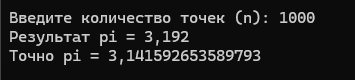 Введите количество точек (n): 1000
Результат pi = 3,192
Точно pi = 3,141592653589793